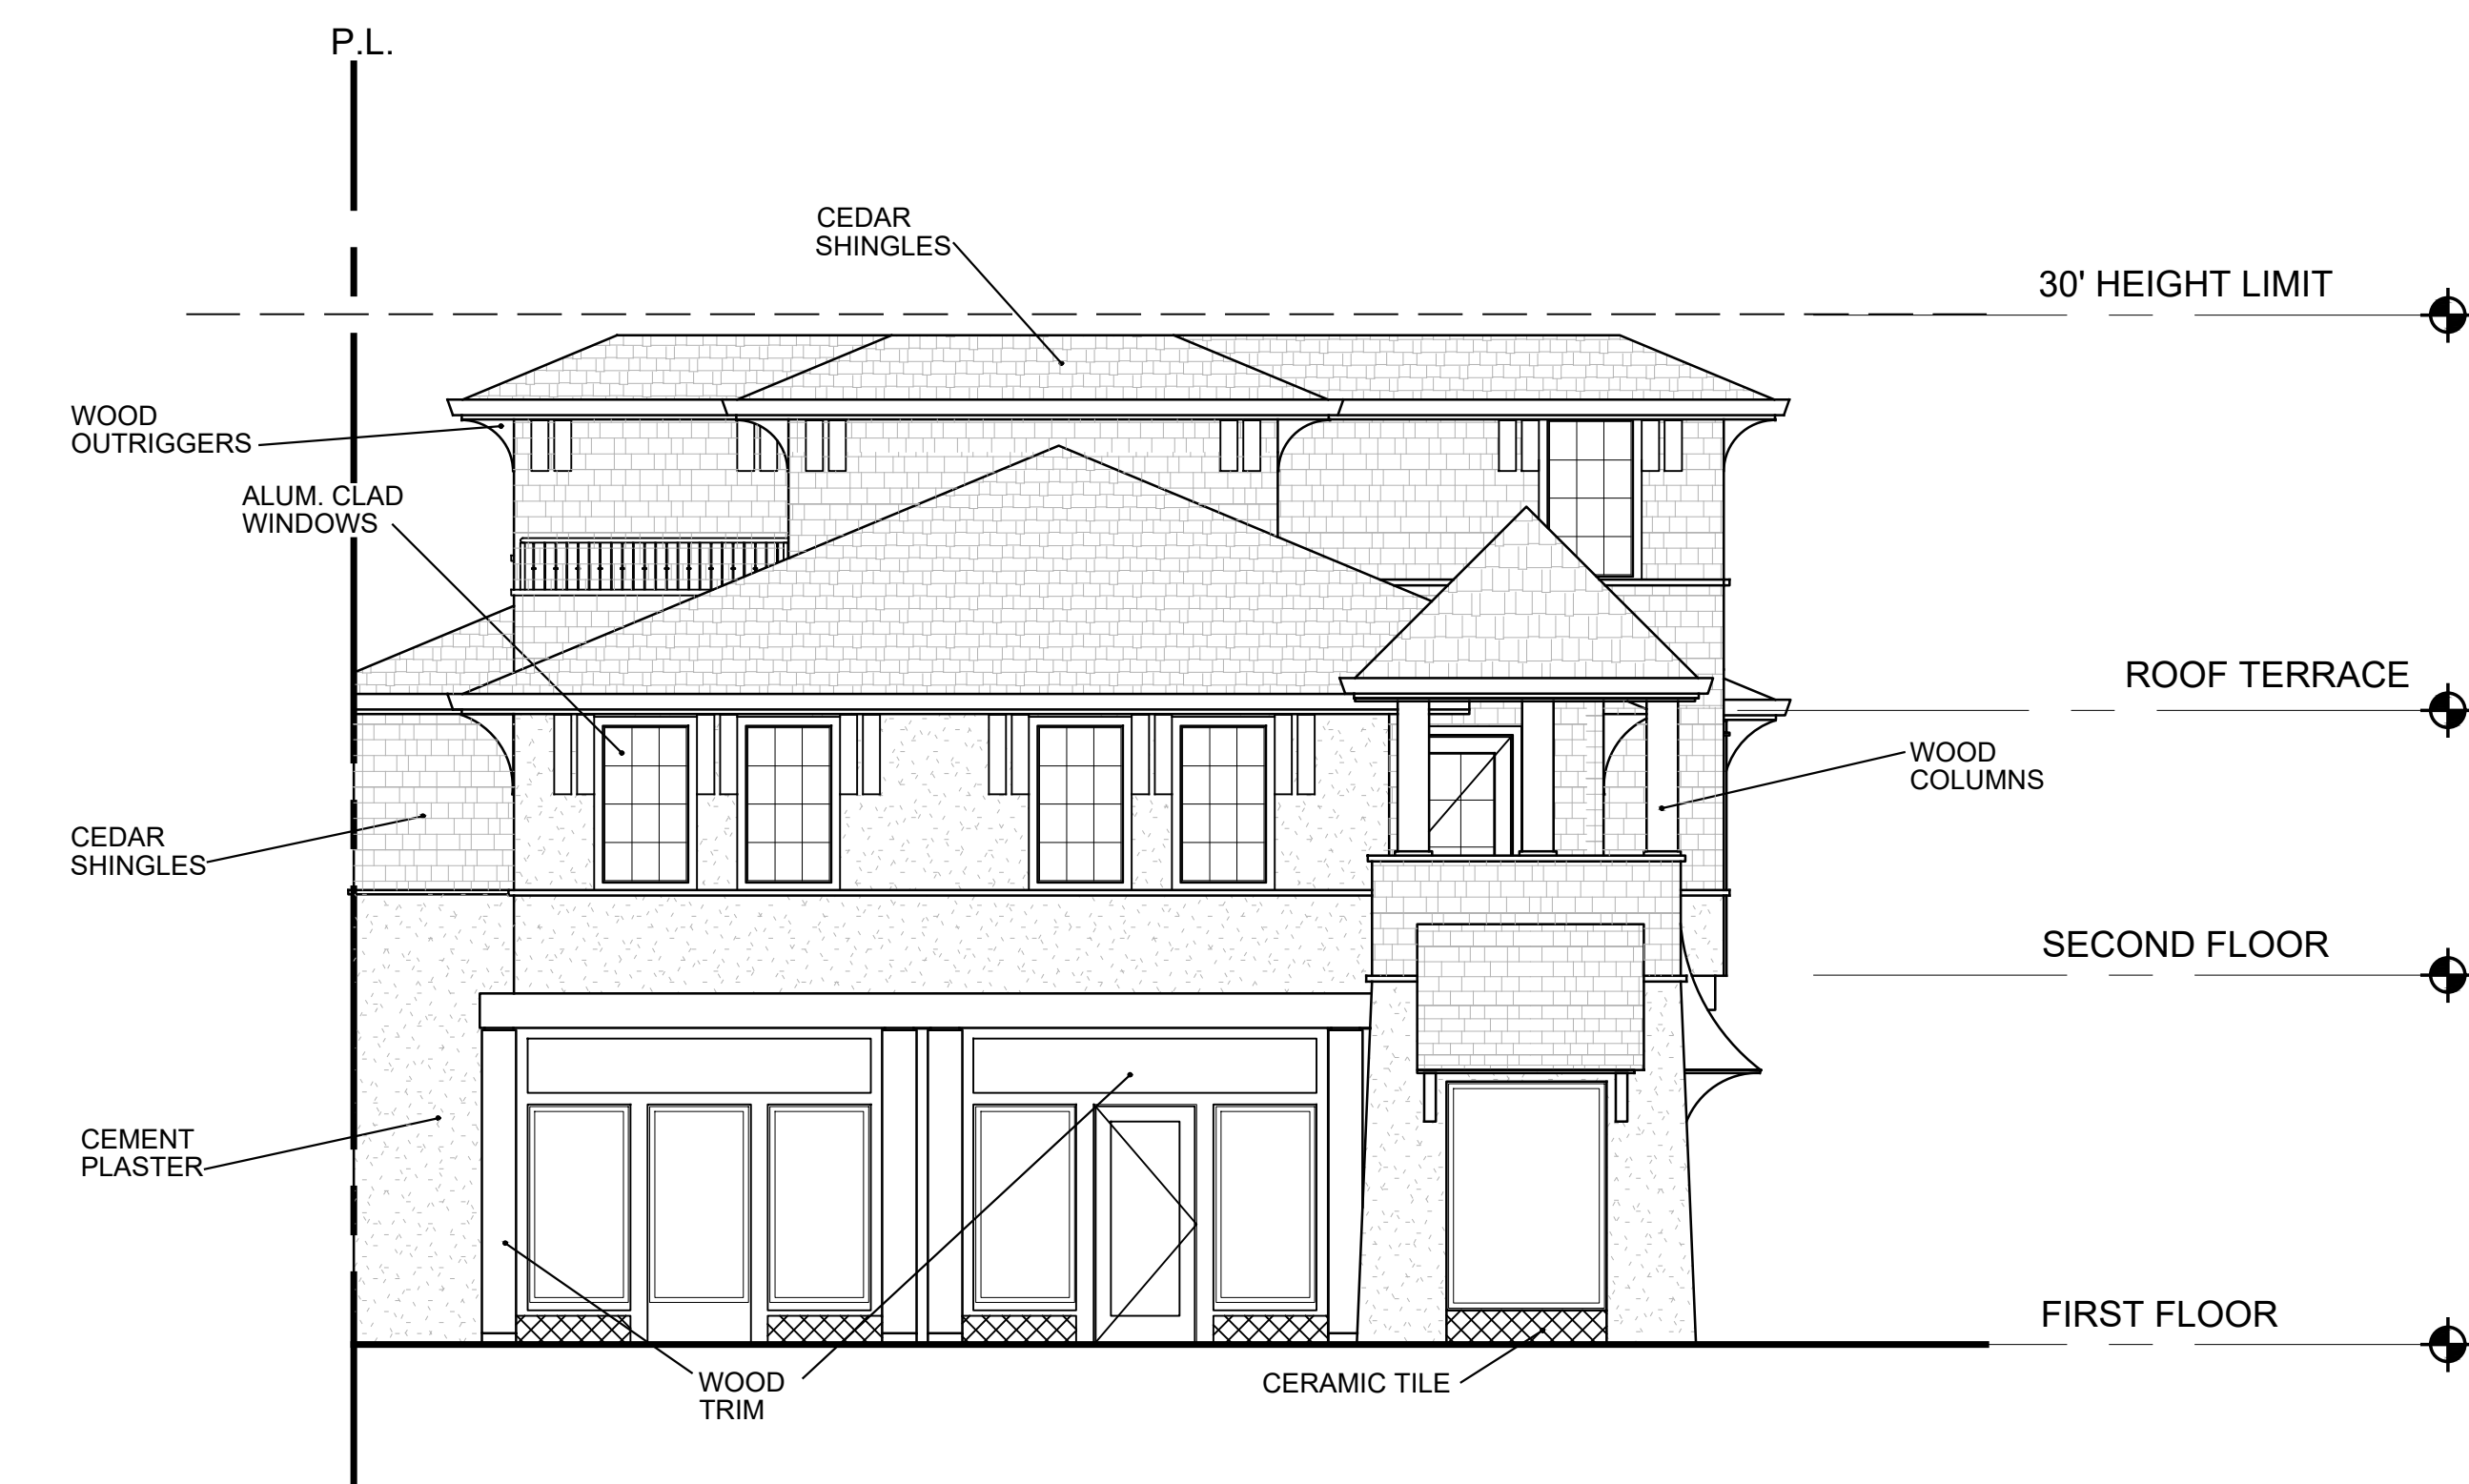 P.L.
CEDAR
SHINGLES
30' HEIGHT LIMIT
WOOD
OUTRIGGERS
ALUM. CLAD
WINDOWS
ROOF TERRACE
WOOD
COLUMNS
CEDAR
SHINGLES
SECOND FLOOR
CEMENT
PLASTER
FIRST FLOOR
WOOD
TRIM
CERAMIC TILE